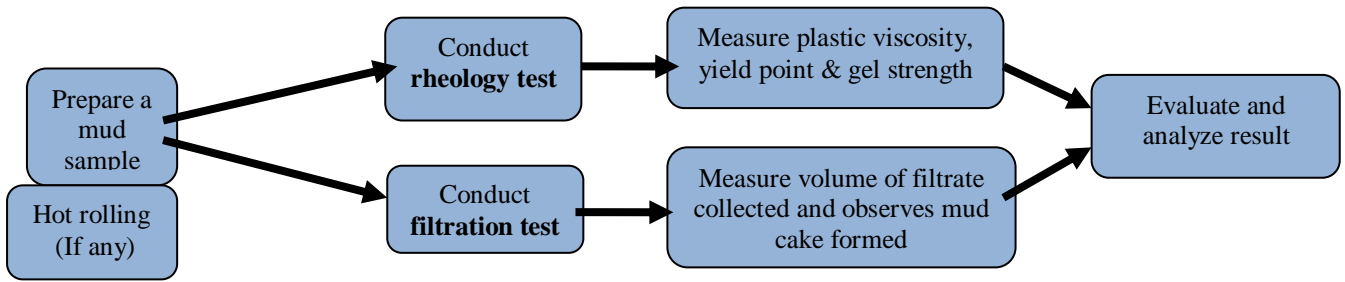 Prepare a
mud
sample
Hot rolling
(If any)
Conduct
rheology test
Conduct
filtration test
Measure plastic viscosity,
yield point & gel strength
Measure volume of filtrate
collected and observes mud
cake formed
Evaluate and
analyze result